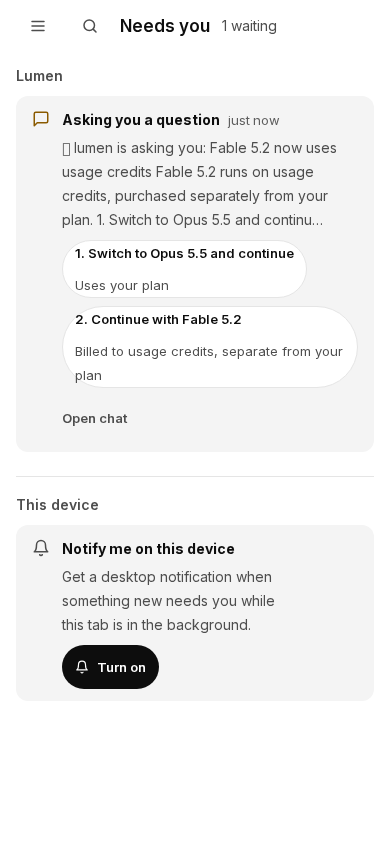 Needs you 1 waiting
Lumen
Asking you a question just now
lumen is asking you: Fable 5.2 now uses
usage credits Fable 5.2 runs on usage
credits, purchased separately from your
plan. 1. Switch to Opus 5.5 and continu…
1. Switch to Opus 5.5 and continue
Uses your plan
2. Continue with Fable 5.2
Billed to usage credits, separate from your
plan
Open chat
This device
Notify me on this device
Get a desktop notification when
something new needs you while
this tab is in the background.
Turn on